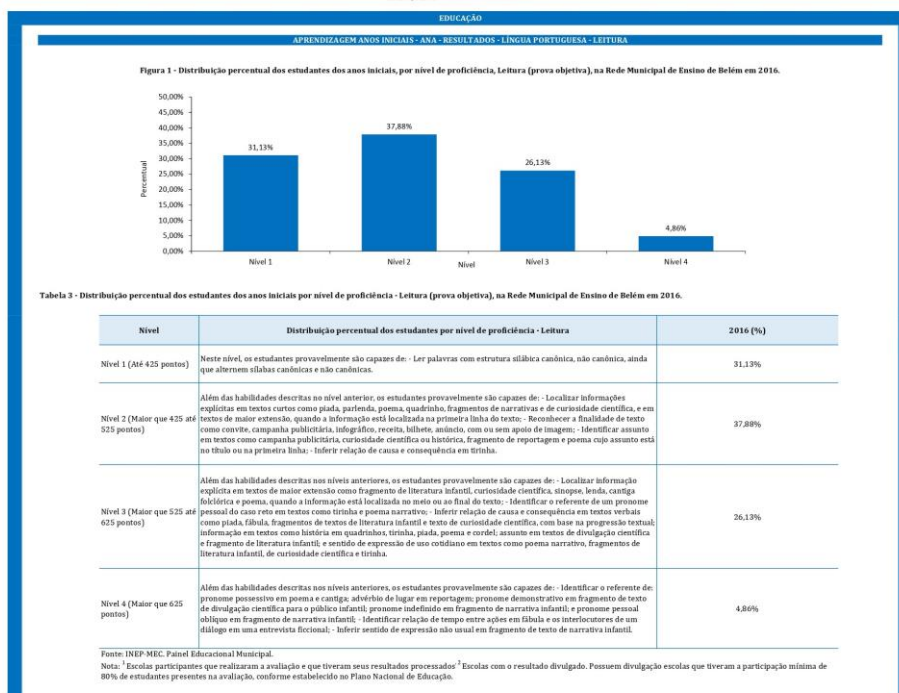 EDUCAÇÃO
APRENDIZAGEM ANOS INICIAIS - ANA - RESULTADOS - LÍNGUA PORTUGUESA - LEITURA
Figura 1 - Distribuição percentual dos estudantes dos anos iniciais, por nível de proficiência, Leitura (prova objetiva), na Rede Municipal de Ensino de Belém em 2016.
50,00%
45,00%
40,00%
35,00%
30,00%
25,00%
20,00%
15,00%
10,00%
5,00%
0,00%
Percentual
31,13%
37,88%
26,13%
4,86%
Nível 1
Nível 2
Nível 3
Nível 4
Nível
Tabela 3 - Distribuição percentual dos estudantes dos anos iniciais por nível de proficiência - Leitura (prova objetiva), na Rede Municipal de Ensino de Belém em 2016.
Nível
Distribuição percentual dos estudantes por nível de proficiência - Leitura
2016 (%)
Nível 1 (Até 425 pontos)
Neste nível, os estudantes provavelmente são capazes de: - Ler palavras com estrutura silábica canônica, não canônica, ainda
que alternem sílabas canônicas e não canônicas.
31,13%
Nível 2 (Maior que 425 até
525 pontos)
Além das habilidades descritas no nível anterior, os estudantes provavelmente são capazes de: - Localizar informações
explícitas em textos curtos como piada, parlenda, poema, quadrinho, fragmentos de narrativas e de curiosidade científica, e em
textos de maior extensão, quando a informação está localizada na primeira linha do texto; - Reconhecer a finalidade de texto
como convite, campanha publicitária, infográfico, receita, bilhete, anúncio, com ou sem apoio de imagem; - Identificar assunto
em textos como campanha publicitária, curiosidade científica ou histórica, fragmento de reportagem e poema cujo assunto está
no título ou na primeira linha; - Inferir relação de causa e consequência em tirinha.
37,88%
Nível 3 (Maior que 525 até
625 pontos)
Além das habilidades descritas nos níveis anteriores, os estudantes provavelmente são capazes de: - Localizar informação
explícita em textos de maior extensão como fragmento de literatura infantil, curiosidade científica, sinopse, lenda, cantiga
folclórica e poema, quando a informação está localizada no meio ou ao final do texto; - Identificar o referente de um pronome
pessoal do caso reto em textos como tirinha e poema narrativo; - Inferir relação de causa e consequência em textos verbais
como piada, fábula, fragmentos de textos de literatura infantil e texto de curiosidade científica, com base na progressão textual;
informação em textos como história em quadrinhos, tirinha, piada, poema e cordel; assunto em textos de divulgação científica
e fragmento de literatura infantil; e sentido de expressão de uso cotidiano em textos como poema narrativo, fragmentos de
literatura infantil, de curiosidade científica e tirinha.
26,13%
Nível 4 (Maior que 625
pontos)
Além das habilidades descritas nos níveis anteriores, os estudantes provavelmente são capazes de: - Identificar o referente de:
pronome possessivo em poema e cantiga; advérbio de lugar em reportagem; pronome demonstrativo em fragmento de texto
de divulgação científica para o público infantil; pronome indefinido em fragmento de narrativa infantil; e pronome pessoal
oblíquo em fragmento de narrativa infantil; - Identificar relação de tempo entre ações em fábula e os interlocutores de um
diálogo em uma entrevista ficcional; - Inferir sentido de expressão não usual em fragmento de texto de narrativa infantil.
4,86%
Fonte: INEP-MEC. Painel Educacional Municipal.
Nota: ¹ Escolas participantes que realizaram a avaliação e que tiveram seus resultados processados ² Escolas com o resultado divulgado. Possuem divulgação escolas que tiveram a participação mínima de
80% de estudantes presentes na avaliação, conforme estabelecido no Plano Nacional de Educação.